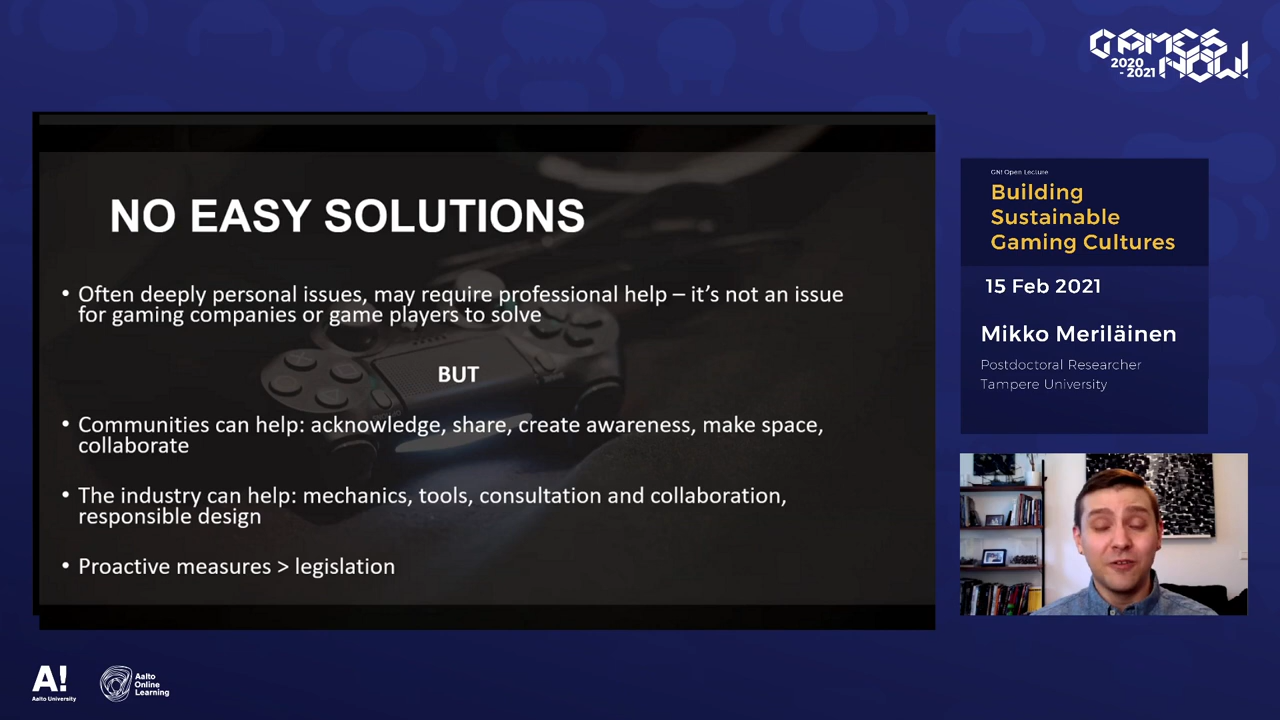 GAMES
NOW!
2020
- 2021
NO EASY SOLUTIONS
• Often deeply personal issues, may require professional help – it's not an issue
for gaming companies or game players to solve
BUT
• Communities can help: acknowledge, share, create awareness, make space,
collaborate
• The industry can help: mechanics, tools, consultation and collaboration,
responsible design
• Proactive measures > legislation
GN! Open Lecture
Building
Sustainable
Gaming Cultures
15 Feb 2021
Mikko Meriläinen
Postdoctoral Researcher
Tampere University
A!
Aalto University
Aalto
Online
Learning